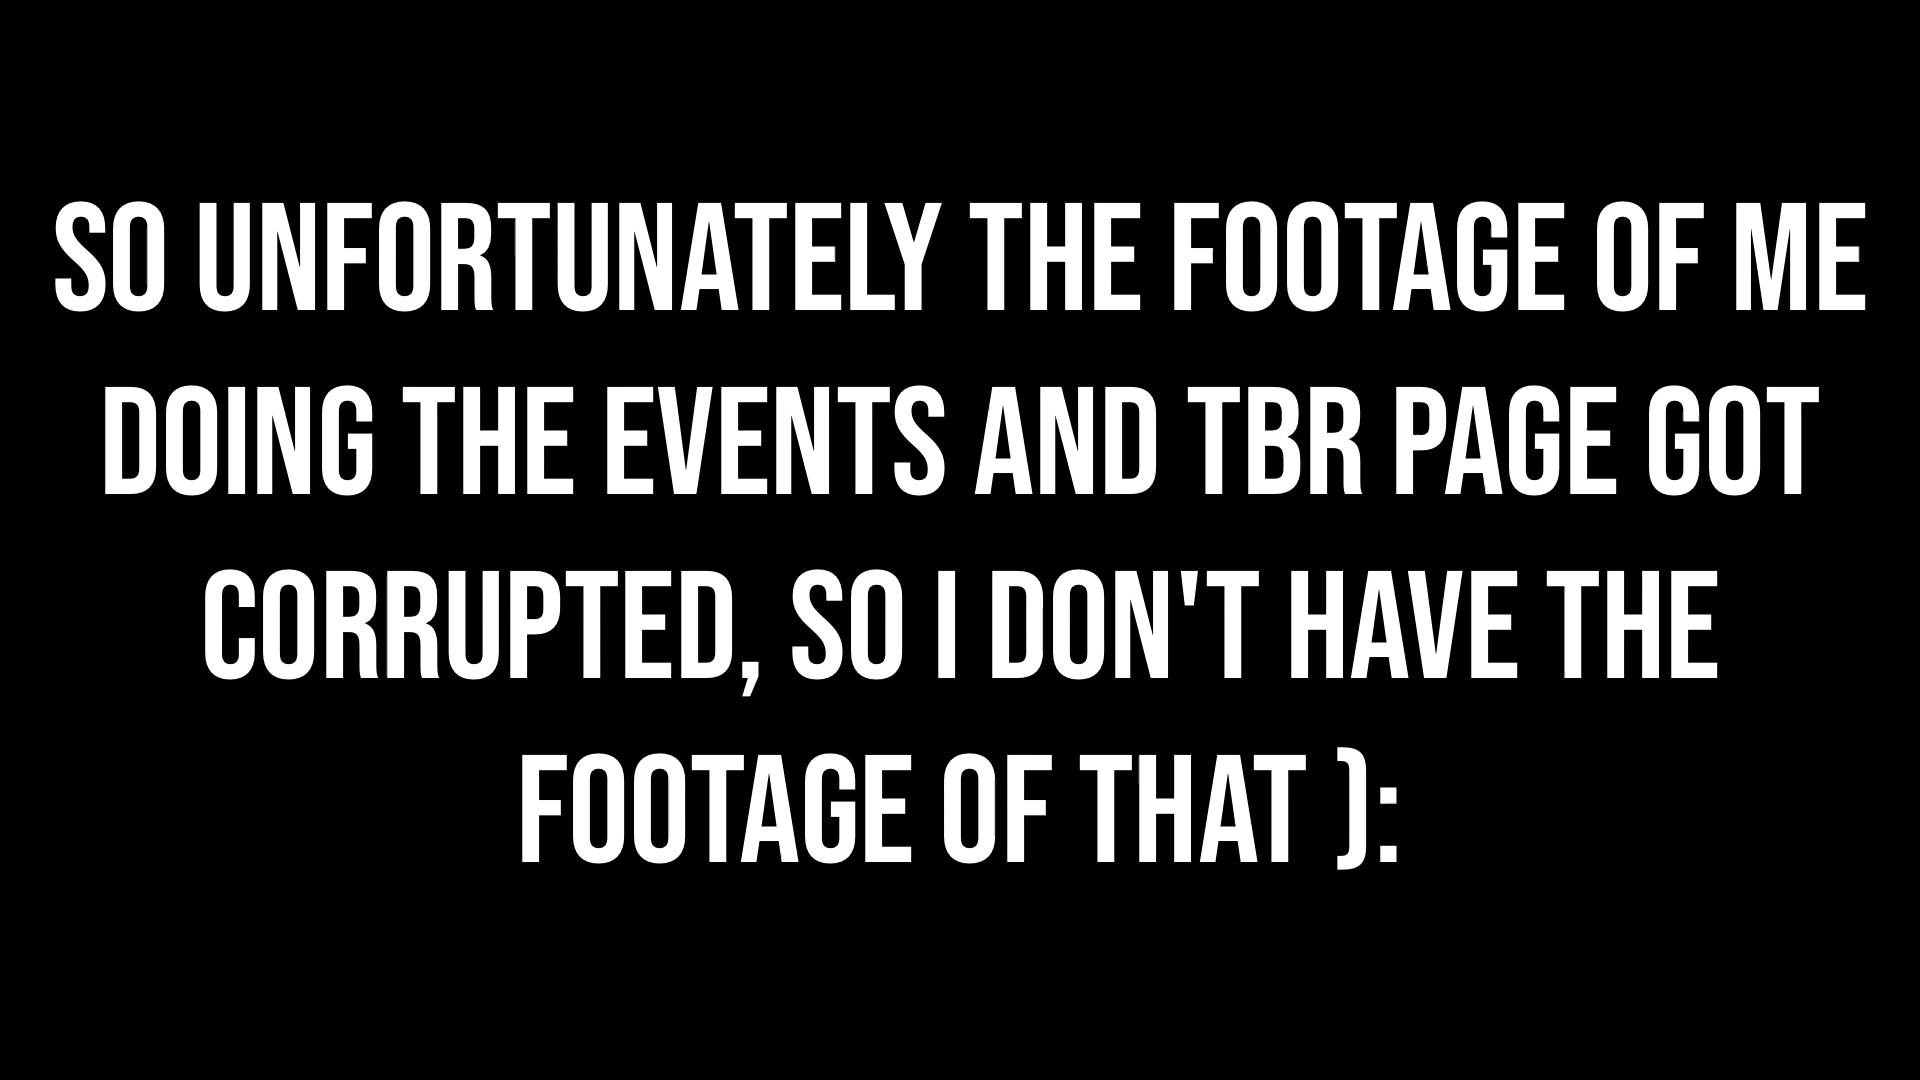 SO UNFORTUNATELY THE FOOTAGE OF ME
DOING THE EVENTS AND TBR PAGE GOT
CORRUPTED, SO I DON'T HAVE THE
FOOTAGE OF THAT ):